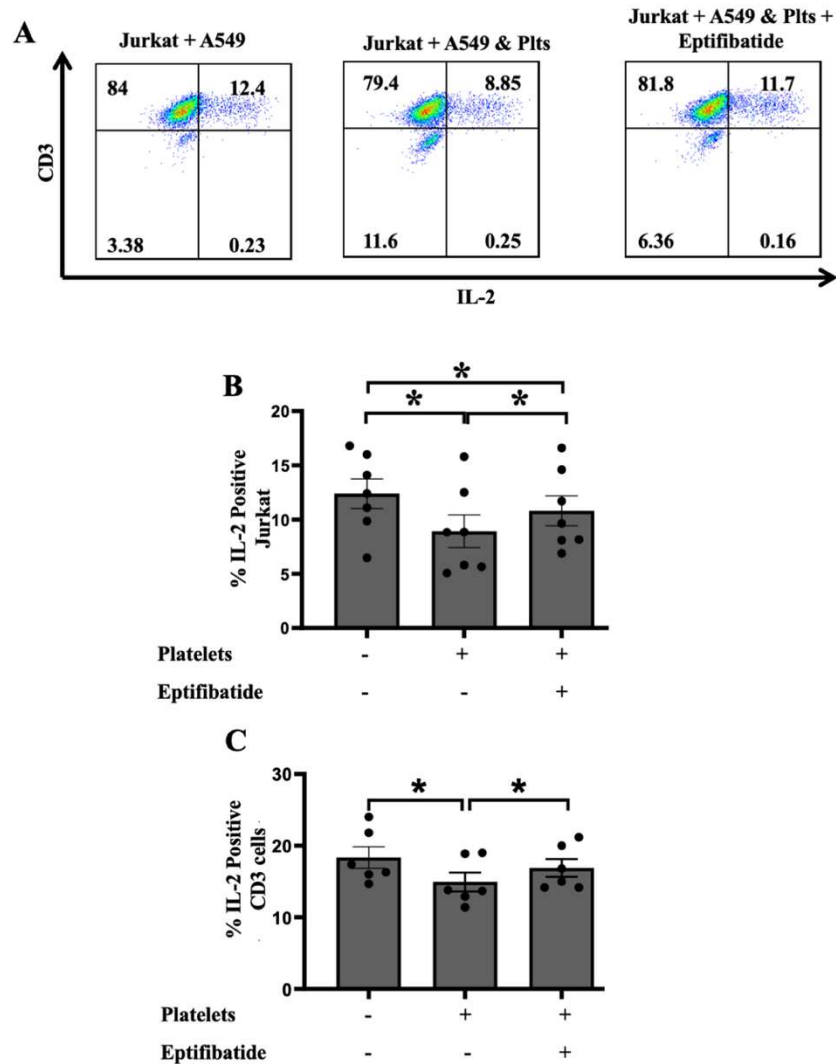 A
Jurkat + A549
Jurkat + A549 & Plts
Jurkat + A549 & Plts +
Eptifibatide
CD3
84
12.4
3.38
0.23
79.4
8.85
11.6
0.25
81.8
11.7
6.36
0.16
IL-2
B
*
*
*
% IL-2 Positive
Jurkat
20
15
10
5
0
Platelets - + +
Eptifibatide - - +
C
*
*
% IL-2 Positive
CD3 cells
30
20
10
0
Platelets - + +
Eptifibatide - - +